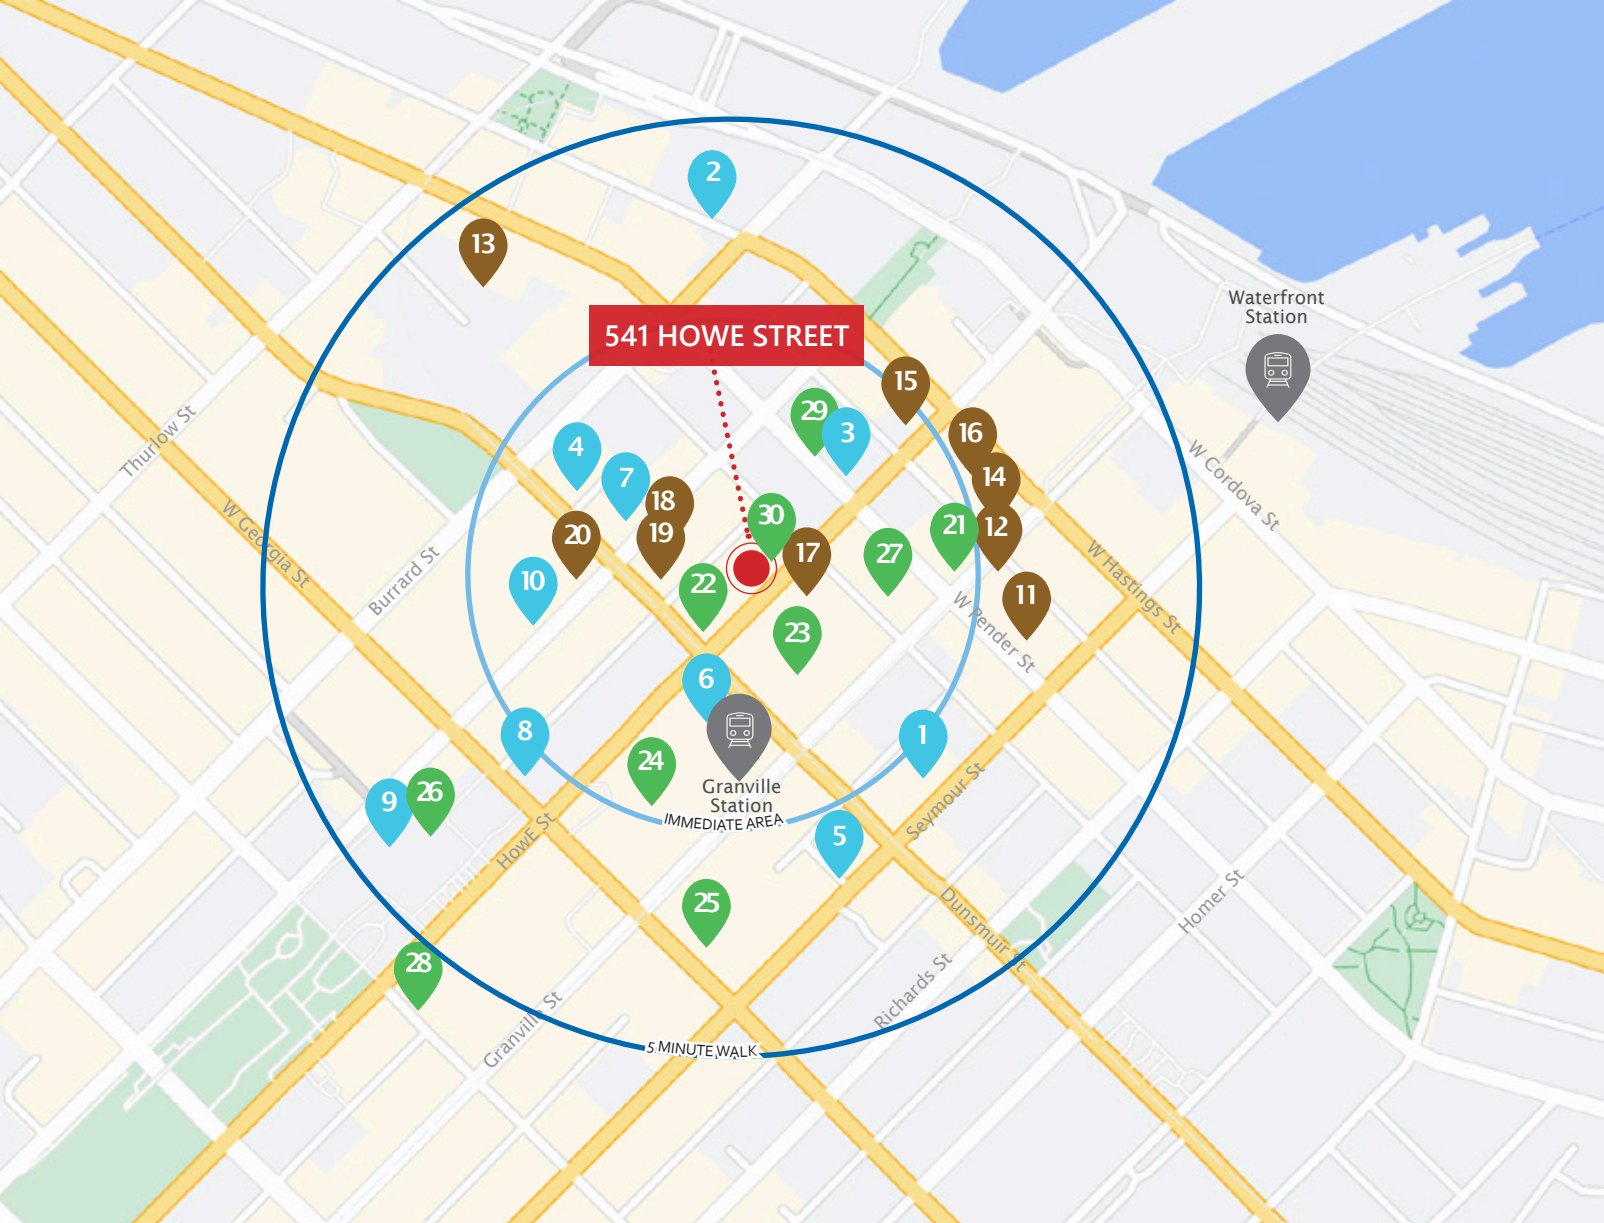 2
13
Waterfront
Station
541 HOWE STREET
15
29
3
16
4
7
14
18
Thurlow St
W Cordova St
30
21
12
20
19
17
27
W Georgia St
Burrard St
10
22
W Hastings St
11
23
W Pender St
6
8
1
24
Granville
Station
9
26
IMMEDIATE AREA
5
Seymour St
HowE St
25
Homer St
Dunsmuir St
28
Richards St
Granville St
5 MINUTE WALK